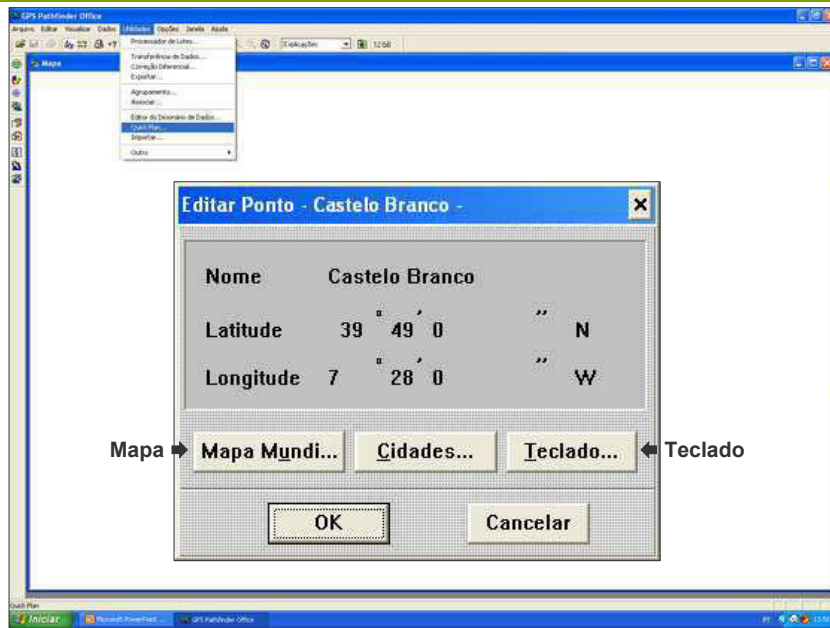 GPS Pathfinder Office
Arquivo Editar Visualizar Dados Utilidades Opções Janela Ajuda
Processador de Lotes...
Transferência de Dados...
Correção Diferencial...
Exportar...
Agrupamento...
Associar...
Editor do Dicionário de Dados...
Quick Plan...
Importar...
Outro
Mapa
Editar Ponto - Castelo Branco -
Nome Castelo Branco
Latitude 39 ° 49 ' 0 '' N
Longitude 7 ° 28 ' 0 '' W
Mapa Mapa Mundi... Cidades... Teclado... Teclado
OK Cancelar
Quick Plan
Iniciar Microsoft PowerPoint ... GPS Pathfinder Office PT